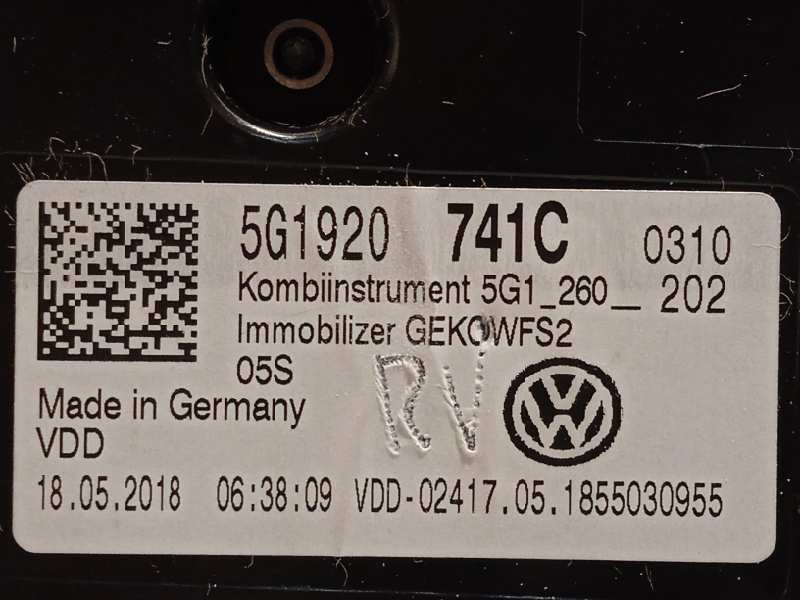 5G1920 741C 0310
Kombiinstrument 5G1_260_ 202
Immobilizer GEKOWFS2
05S
RV
Made in Germany
VDD
18.05.2018 06:38:09 VDD-02417.05.1855030955